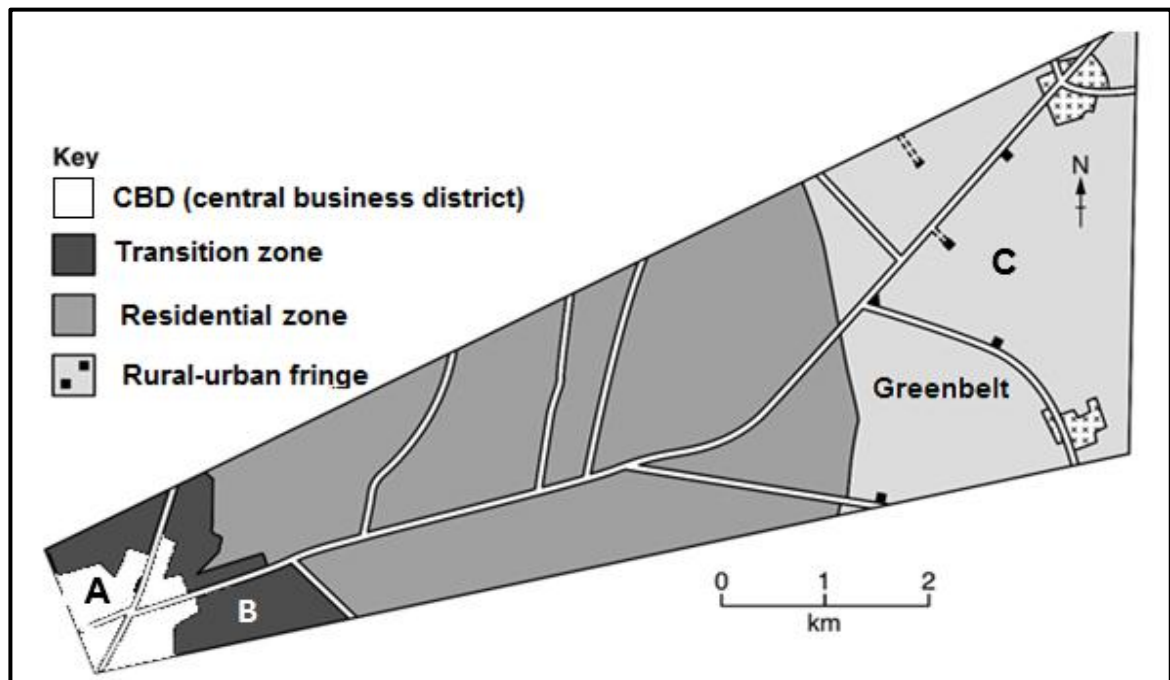 Key
CBD (central business district)
Transition zone
Residential zone
Rural-urban fringe
N
C
Greenbelt
A
B
0 1 2
km